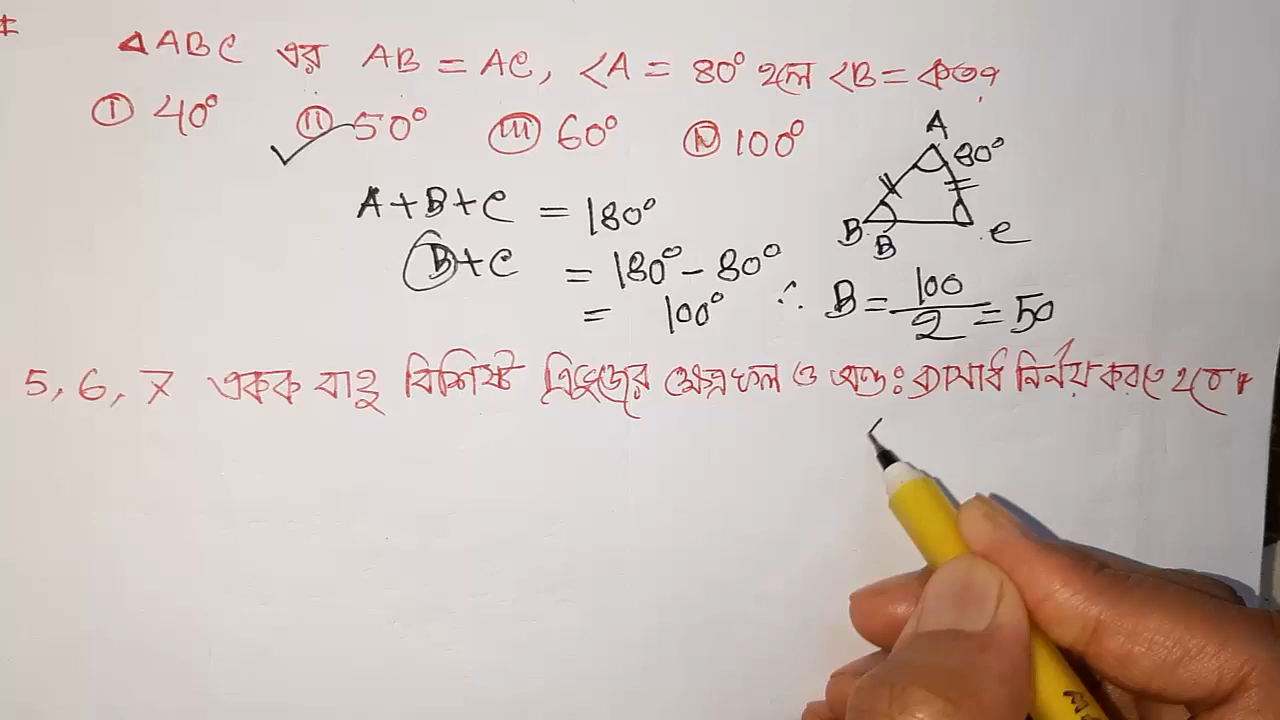 △ABC এর AB = AC, <A = 80° হলে <B = কত?
(I) 40° (II) 50° (III) 60° (IV) 100°
A 80°
A+B+C = 180°
B B C
B+C = 180° - 80°
= 100° ∴ B = 100/2 = 50
5, 6, 7 একক বাহু বিশিষ্ট ত্রিভুজের ক্ষেত্রফল ও অন্তঃব্যাসার্ধ নির্নয় করতে হবে